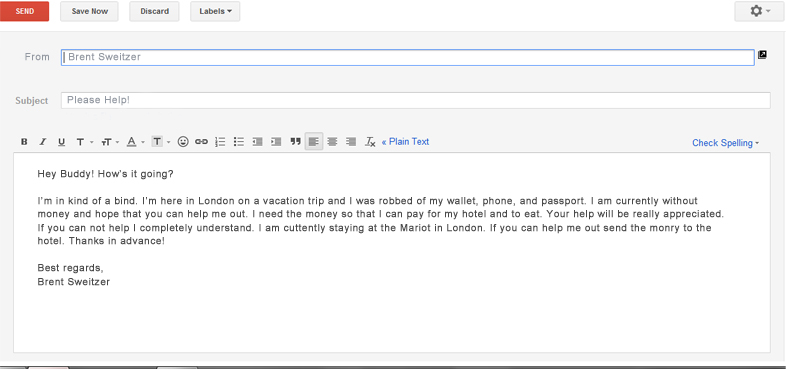 SEND Save Now Discard Labels
From Brent Sweitzer
Subject Please Help!
B I U T T A T « Plain Text Check Spelling
Hey Buddy! How's it going?
I'm in kind of a bind. I'm here in London on a vacation trip and I was robbed of my wallet, phone, and passport. I am currently without
money and hope that you can help me out. I need the money so that I can pay for my hotel and to eat. Your help will be really appreciated.
If you can not help I completely understand. I am cuttently staying at the Mariot in London. If you can help me out send the monry to the
hotel. Thanks in advance!
Best regards,
Brent Sweitzer